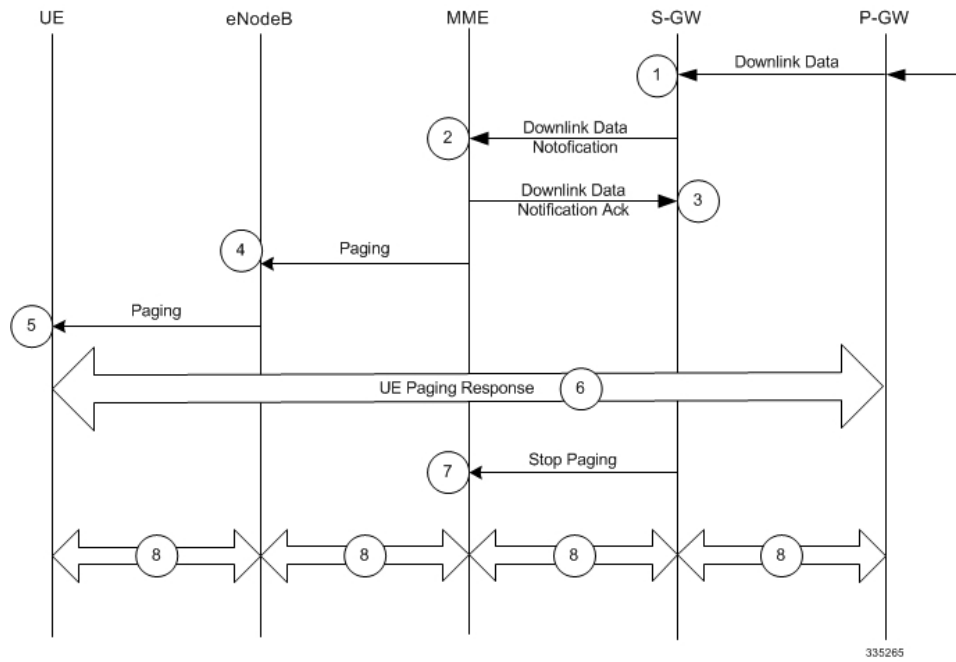 UE eNodeB MME S-GW P-GW
1 Downlink Data
2 Downlink Data
Notofication
Downlink Data
Notification Ack 3
4 Paging
5 Paging
UE Paging Response 6
7 Stop Paging
8 8 8 8
335265